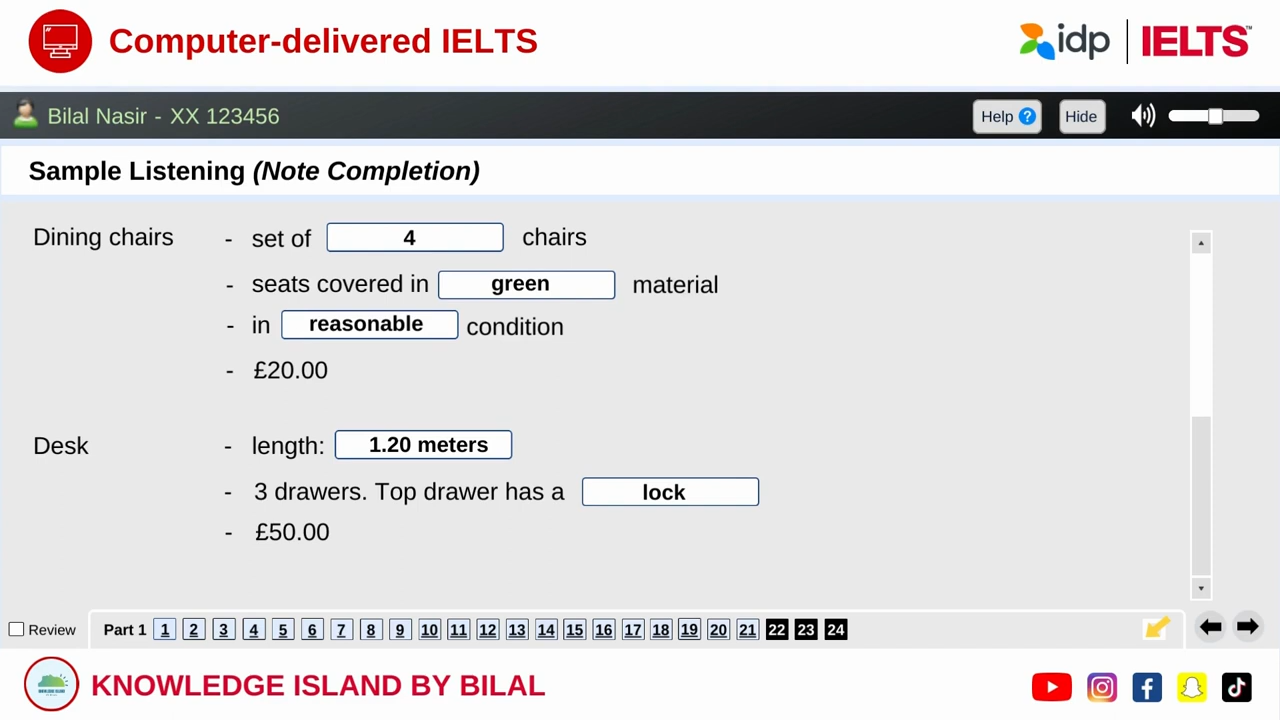 Computer-delivered IELTS
idp IELTS™
Bilal Nasir - XX 123456
Help ?
Hide
Sample Listening (Note Completion)
Dining chairs - set of 4 chairs
- seats covered in green material
- in reasonable condition
- £20.00
Desk - length: 1.20 meters
- 3 drawers. Top drawer has a lock
- £50.00
Review Part 1 1 2 3 4 5 6 7 8 9 10 11 12 13 14 15 16 17 18 19 20 21 22 23 24
KNOWLEDGE ISLAND BY BILAL